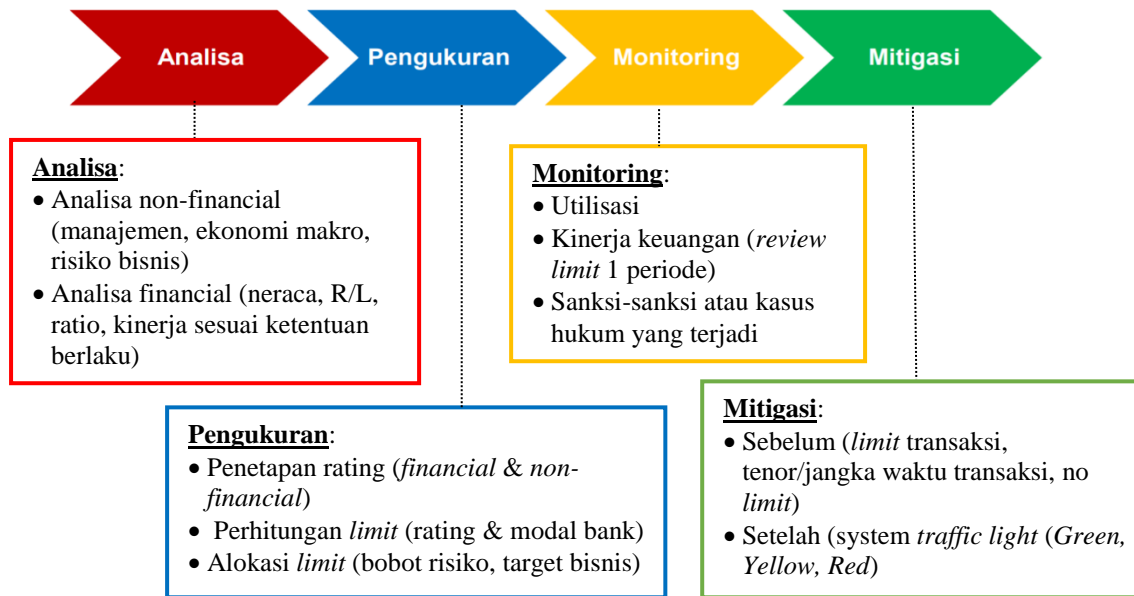 Analisa
Pengukuran
Monitoring
Mitigasi
Analisa:
• Analisa non-financial
(manajemen, ekonomi makro,
risiko bisnis)
• Analisa financial (neraca, R/L,
ratio, kinerja sesuai ketentuan
berlaku)
Monitoring:
• Utilisasi
• Kinerja keuangan (review
limit 1 periode)
• Sanksi-sanksi atau kasus
hukum yang terjadi
Pengukuran:
• Penetapan rating (financial & non-
financial)
• Perhitungan limit (rating & modal bank)
• Alokasi limit (bobot risiko, target bisnis)
Mitigasi:
• Sebelum (limit transaksi,
tenor/jangka waktu transaksi, no
limit)
• Setelah (system traffic light (Green,
Yellow, Red)